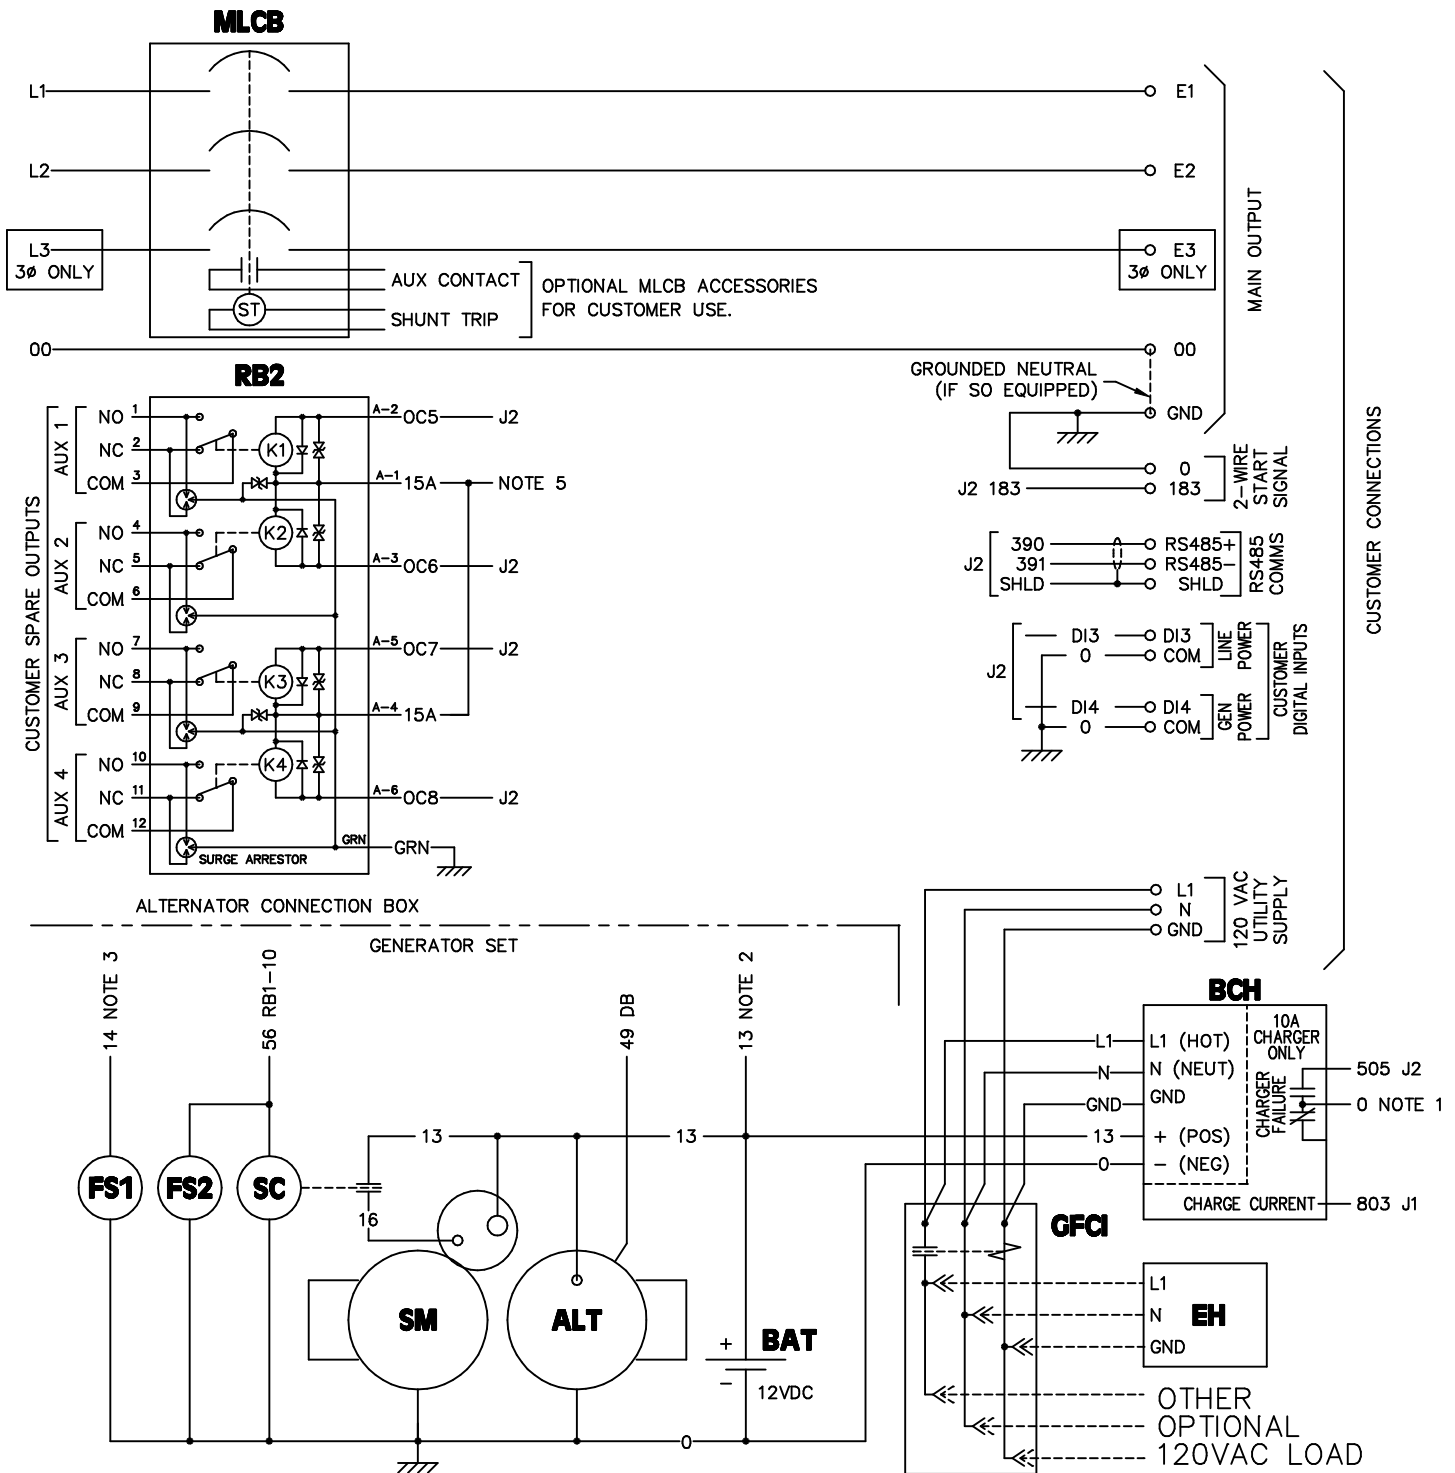 MLCB
L1
E1
L2
E2
L3
3ø ONLY
E3
3ø ONLY
MAIN OUTPUT
AUX CONTACT
SHUNT TRIP
ST
OPTIONAL MLCB ACCESSORIES
FOR CUSTOMER USE.
00
00
GROUNDED NEUTRAL
(IF SO EQUIPPED)
GND
CUSTOMER CONNECTIONS
RB2
CUSTOMER SPARE OUTPUTS
AUX 1
NO 1
NC 2
COM 3
K1
A-2 OC5 J2
A-1 15A NOTE 5
AUX 2
NO 4
NC 5
COM 6
K2
A-3 OC6 J2
AUX 3
NO 7
NC 8
COM 9
K3
A-5 OC7 J2
A-4 15A
AUX 4
NO 10
NC 11
COM 12
K4
A-6 OC8 J2
SURGE ARRESTOR
GRN GRN
0
J2 183 183
2-WIRE
START
SIGNAL
J2
390 RS485+
391 RS485-
SHLD SHLD
RS485
COMMS
J2
DI3 DI3
0 COM
LINE
POWER
DI4 DI4
0 COM
GEN
POWER
CUSTOMER
DIGITAL INPUTS
ALTERNATOR CONNECTION BOX
GENERATOR SET
L1
N
GND
120 VAC
UTILITY
SUPPLY
14 NOTE 3
56 RB1-10
49 DB
13 NOTE 2
BCH
L1 L1 (HOT)
N N (NEUT)
GND GND
13 + (POS)
0 - (NEG)
10A
CHARGER
ONLY
CHARGER
FAILURE
505 J2
0 NOTE 1
CHARGE CURRENT 803 J1
FS1
FS2
SC
13
13
16
SM
ALT
+
-
BAT
12VDC
0
GFCI
L1
N
GND
EH
OTHER
OPTIONAL
120VAC LOAD